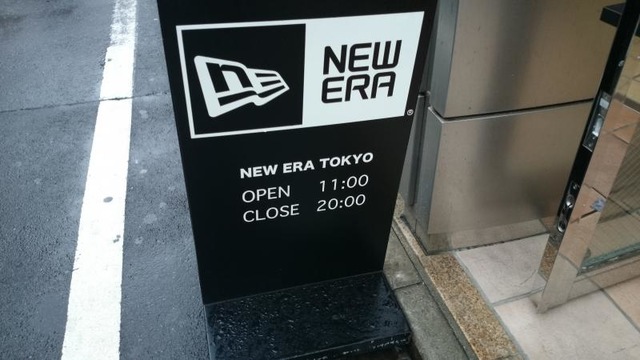 NEW
ERA
®
NEW ERA TOKYO
OPEN 11:00
CLOSE 20:00